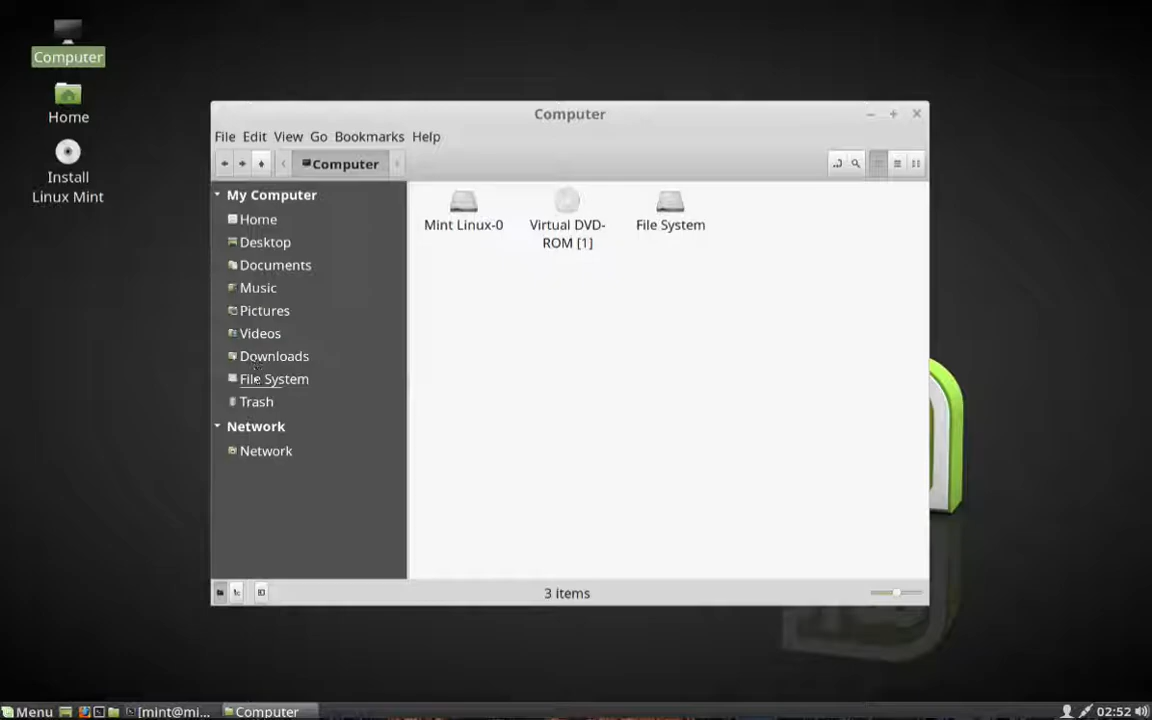 Computer
Home
Install
Linux Mint
Computer
File Edit View Go Bookmarks Help
Computer
My Computer
Home
Desktop
Documents
Music
Pictures
Videos
Downloads
File System
Trash
Network
Network
Mint Linux-0
Virtual DVD-
ROM [1]
File System
3 items
Menu
[mint@mi...
Computer
02:52